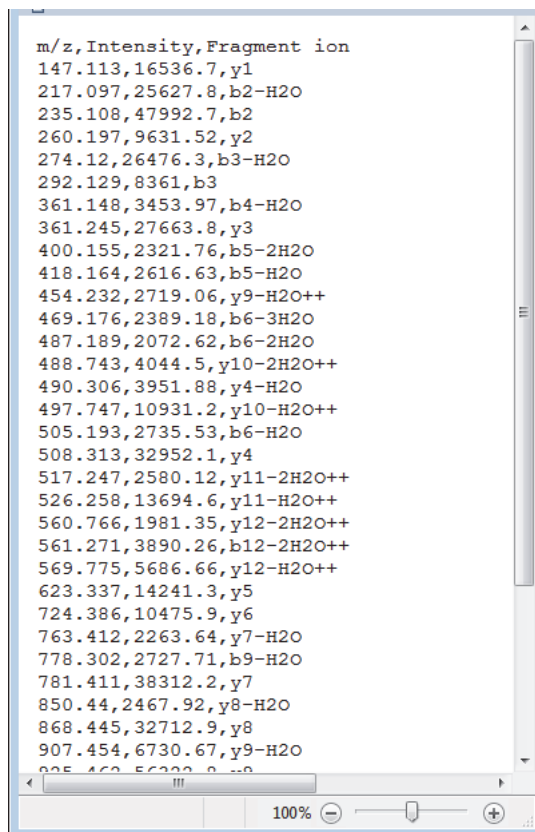 m/z,Intensity,Fragment ion
147.113,16536.7,y1
217.097,25627.8,b2-H2O
235.108,47992.7,b2
260.197,9631.52,y2
274.12,26476.3,b3-H2O
292.129,8361,b3
361.148,3453.97,b4-H2O
361.245,27663.8,y3
400.155,2321.76,b5-2H2O
418.164,2616.63,b5-H2O
454.232,2719.06,y9-H2O++
469.176,2389.18,b6-3H2O
487.189,2072.62,b6-2H2O
488.743,4044.5,y10-2H2O++
490.306,3951.88,y4-H2O
497.747,10931.2,y10-H2O++
505.193,2735.53,b6-H2O
508.313,32952.1,y4
517.247,2580.12,y11-2H2O++
526.258,13694.6,y11-H2O++
560.766,1981.35,y12-2H2O++
561.271,3890.26,b12-2H2O++
569.775,5686.66,y12-H2O++
623.337,14241.3,y5
724.386,10475.9,y6
763.412,2263.64,y7-H2O
778.302,2727.71,b9-H2O
781.411,38312.2,y7
850.44,2467.92,y8-H2O
868.445,32712.9,y8
907.454,6730.67,y9-H2O
100%